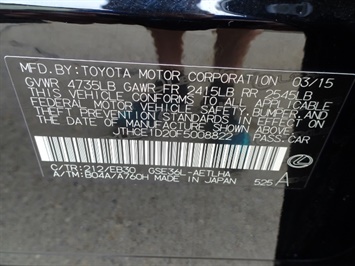 MFD.BY:TOYOTA MOTOR CORPORATION 03/15
GVWR 4735LB GAWR FR 2415LB RR 2545LB
THIS VEHICLE CONFORMS TO ALL APPLICABLE
FEDERAL MOTOR VEHICLE SAFETY, BUMPER, AND
THEFT PREVENTION STANDARDS IN EFFECT ON
THE DATE OF MANUFACTURE SHOWN ABOVE.
PASS.CAR
C/TR:212/EB30 GSE36L-AETLHA
A/TM:B04A/A760H MADE IN JAPAN
525 A